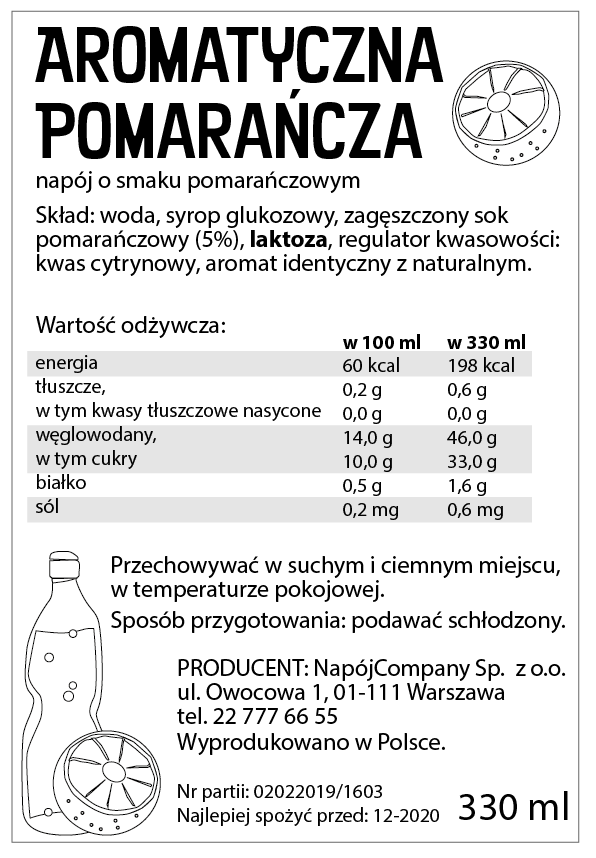 AROMATYCZNA
POMARAŃCZA
napój o smaku pomarańczowym
Skład: woda, syrop glukozowy, zagęszczony sok
pomarańczowy (5%), laktoza, regulator kwasowości:
kwas cytrynowy, aromat identyczny z naturalnym.
Wartość odżywcza:
w 100 ml w 330 ml
energia 60 kcal 198 kcal
tłuszcze, 0,2 g 0,6 g
w tym kwasy tłuszczowe nasycone 0,0 g 0,0 g
węglowodany, 14,0 g 46,0 g
w tym cukry 10,0 g 33,0 g
białko 0,5 g 1,6 g
sól 0,2 mg 0,6 mg
Przechowywać w suchym i ciemnym miejscu,
w temperaturze pokojowej.
Sposób przygotowania: podawać schłodzony.
PRODUCENT: NapójCompany Sp. z o.o.
ul. Owocowa 1, 01-111 Warszawa
tel. 22 777 66 55
Wyprodukowano w Polsce.
Nr partii: 02022019/1603
Najlepiej spożyć przed: 12-2020 330 ml